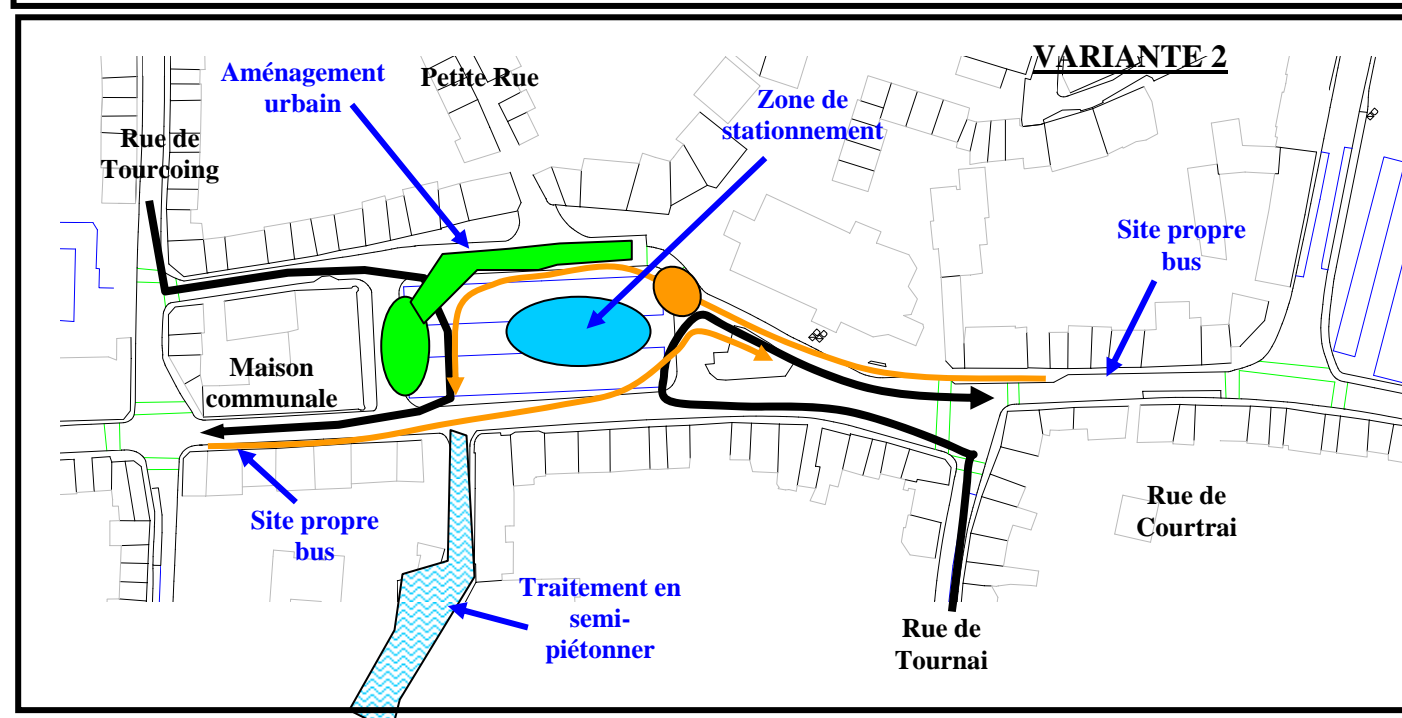 VARIANTE 2
Aménagement
urbain
Petite Rue
Zone de
stationnement
Rue de
Tourcoing
Site propre
bus
Maison
communale
Rue de
Courtrai
Site propre
bus
Traitement en
semi-
piétonner
Rue de
Tournai